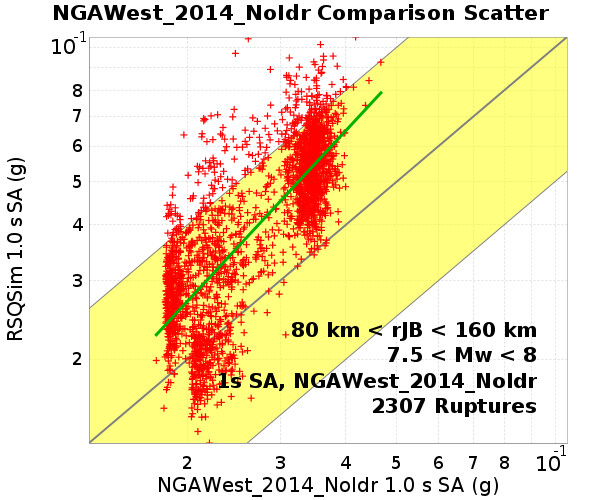 NGAWest_2014_NoIdr Comparison Scatter
10⁻¹
8
7
6
5
4
3
2
RSQSim 1.0 s SA (g)
80 km < rJB < 160 km
7.5 < Mw < 8
1s SA, NGAWest_2014_NoIdr
2307 Ruptures
2 3 4 5 6 7 8 10⁻¹
NGAWest_2014_NoIdr 1.0 s SA (g)